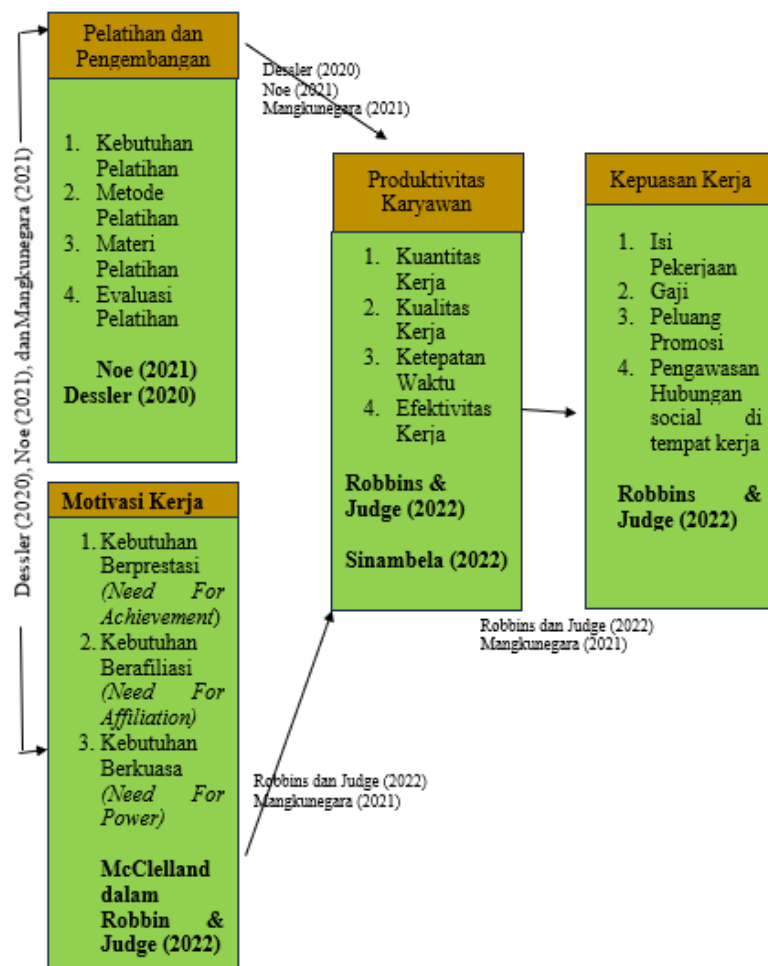 Dessler (2020), Noe (2021), dan Mangkunegara (2021)
Pelatihan dan
Pengembangan
1. Kebutuhan
Pelatihan
2. Metode
Pelatihan
3. Materi
Pelatihan
4. Evaluasi
Pelatihan
Noe (2021)
Dessler (2020)
Dessler (2020)
Noe (2021)
Mangkunegara (2021)
Motivasi Kerja
1. Kebutuhan
Berprestasi
(Need For
Achievement)
2. Kebutuhan
Berafiliasi
(Need For
Affiliation)
3. Kebutuhan
Berkuasa
(Need For
Power)
McClelland
dalam
Robbin &
Judge (2022)
Robbins dan Judge (2022)
Mangkunegara (2021)
Produktivitas
Karyawan
1. Kuantitas
Kerja
2. Kualitas
Kerja
3. Ketepatan
Waktu
4. Efektivitas
Kerja
Robbins &
Judge (2022)
Sinambela (2022)
Robbins dan Judge (2022)
Mangkunegara (2021)
Kepuasan Kerja
1. Isi
Pekerjaan
2. Gaji
3. Peluang
Promosi
4. Pengawasan
Hubungan
social di
tempat kerja
Robbins &
Judge (2022)